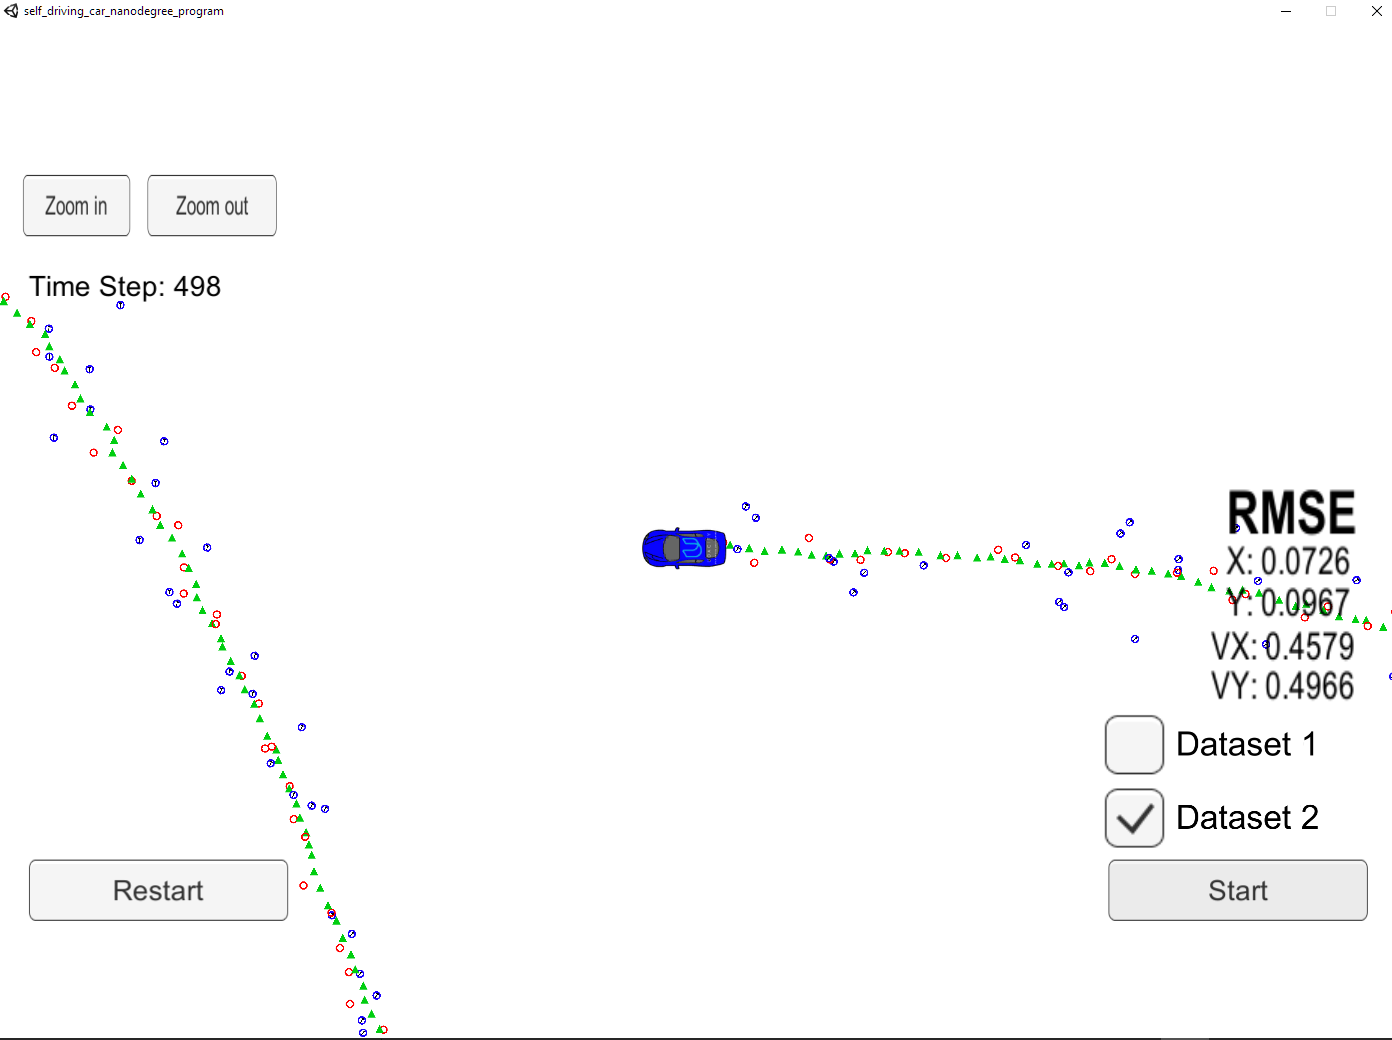 self_driving_car_nanodegree_program
Zoom in
Zoom out
Time Step: 498
RMSE
X: 0.0726
Y: 0.0967
VX: 0.4579
VY: 0.4966
Dataset 1
Dataset 2
Restart
Start